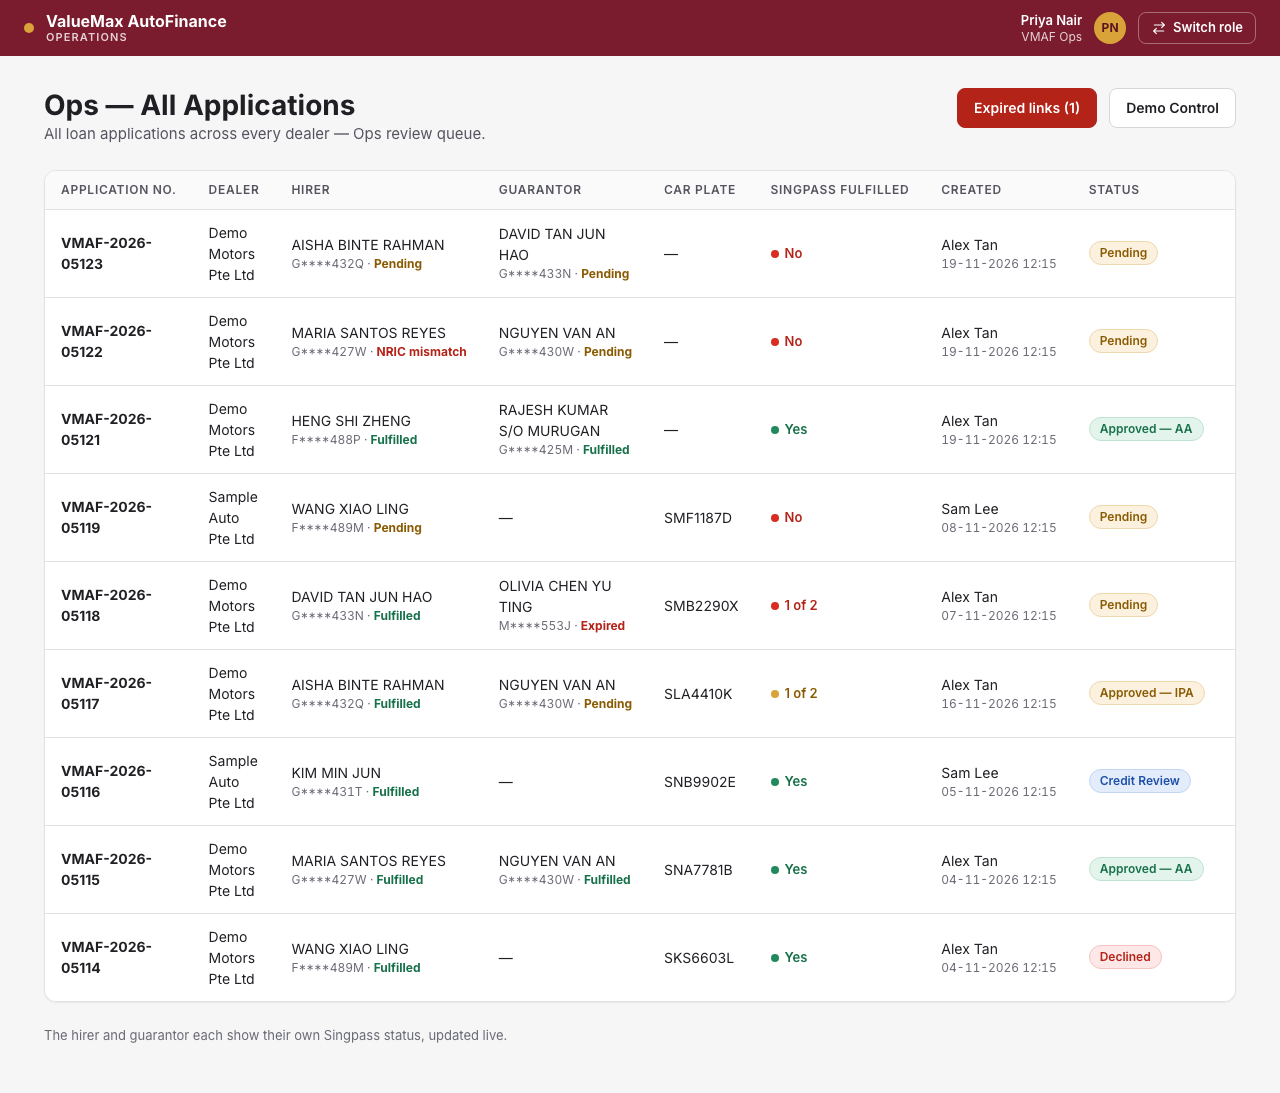 ValueMax AutoFinance
OPERATIONS
Priya Nair
VMAF Ops
PN
Switch role
Ops — All Applications
All loan applications across every dealer — Ops review queue.
Expired links (1)
Demo Control
APPLICATION NO. DEALER HIRER GUARANTOR CAR PLATE SINGPASS FULFILLED CREATED STATUS
VMAF-2026-
05123
Demo
Motors
Pte Ltd
AISHA BINTE RAHMAN
G****432Q · Pending
DAVID TAN JUN
HAO
G****433N · Pending
—
No
Alex Tan
19-11-2026 12:15
Pending
VMAF-2026-
05122
Demo
Motors
Pte Ltd
MARIA SANTOS REYES
G****427W · NRIC mismatch
NGUYEN VAN AN
G****430W · Pending
—
No
Alex Tan
19-11-2026 12:15
Pending
VMAF-2026-
05121
Demo
Motors
Pte Ltd
HENG SHI ZHENG
F****488P · Fulfilled
RAJESH KUMAR
S/O MURUGAN
G****425M · Fulfilled
—
Yes
Alex Tan
19-11-2026 12:15
Approved — AA
VMAF-2026-
05119
Sample
Auto
Pte Ltd
WANG XIAO LING
F****489M · Pending
—
SMF1187D
No
Sam Lee
08-11-2026 12:15
Pending
VMAF-2026-
05118
Demo
Motors
Pte Ltd
DAVID TAN JUN HAO
G****433N · Fulfilled
OLIVIA CHEN YU
TING
M****553J · Expired
SMB2290X
1 of 2
Alex Tan
07-11-2026 12:15
Pending
VMAF-2026-
05117
Demo
Motors
Pte Ltd
AISHA BINTE RAHMAN
G****432Q · Fulfilled
NGUYEN VAN AN
G****430W · Pending
SLA4410K
1 of 2
Alex Tan
16-11-2026 12:15
Approved — IPA
VMAF-2026-
05116
Sample
Auto
Pte Ltd
KIM MIN JUN
G****431T · Fulfilled
—
SNB9902E
Yes
Sam Lee
05-11-2026 12:15
Credit Review
VMAF-2026-
05115
Demo
Motors
Pte Ltd
MARIA SANTOS REYES
G****427W · Fulfilled
NGUYEN VAN AN
G****430W · Fulfilled
SNA7781B
Yes
Alex Tan
04-11-2026 12:15
Approved — AA
VMAF-2026-
05114
Demo
Motors
Pte Ltd
WANG XIAO LING
F****489M · Fulfilled
—
SKS6603L
Yes
Alex Tan
04-11-2026 12:15
Declined
The hirer and guarantor each show their own Singpass status, updated live.